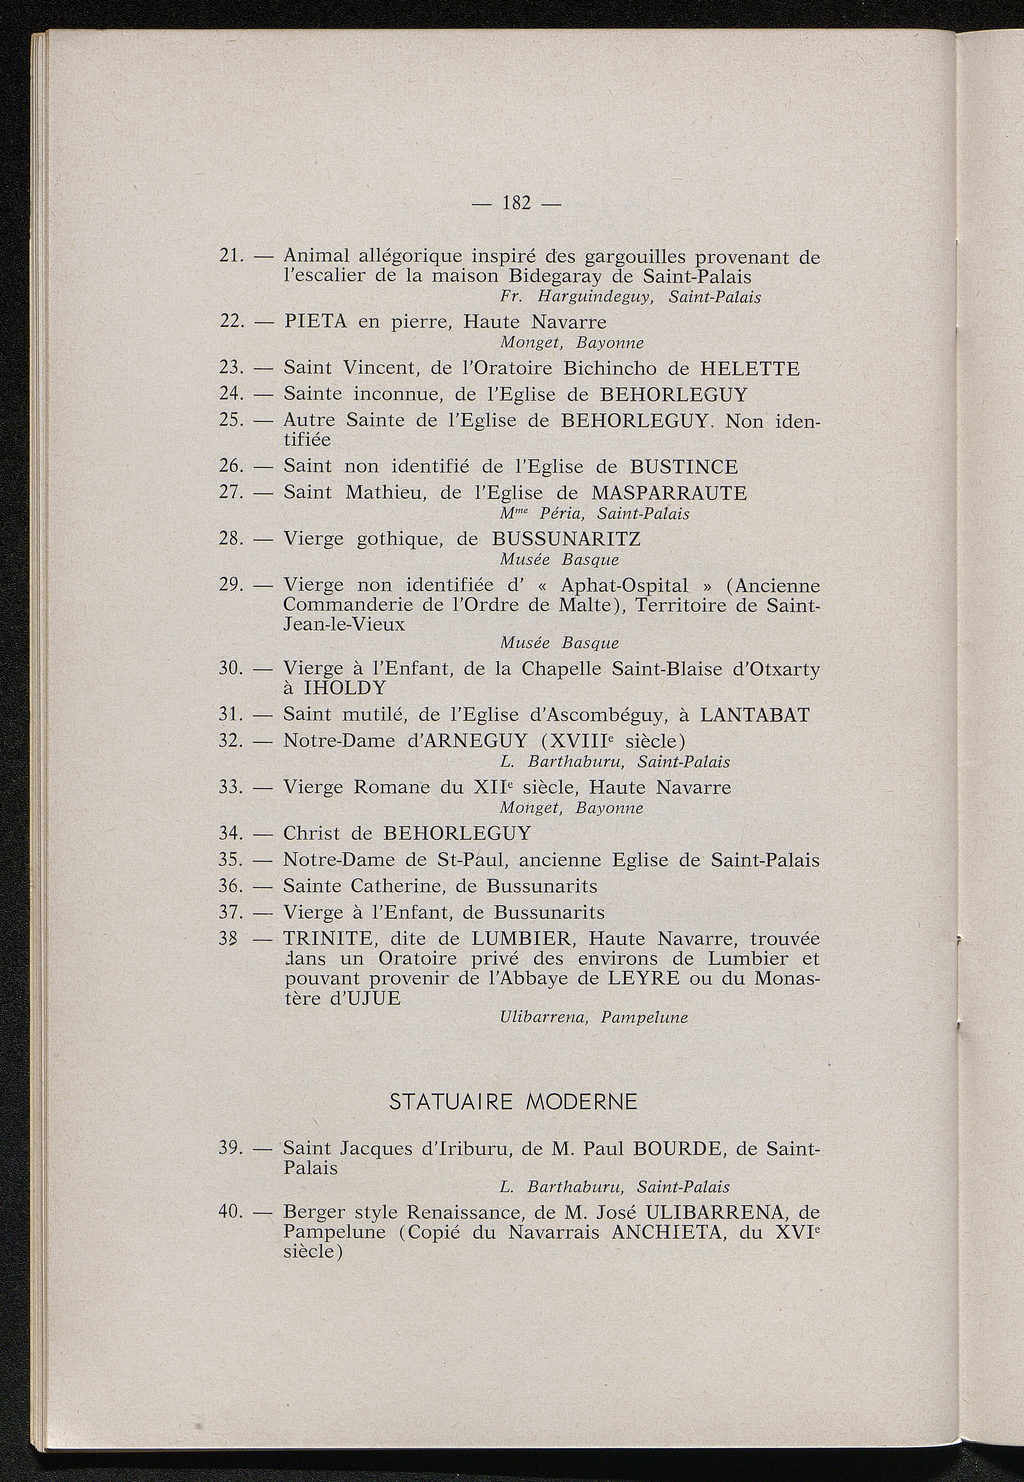 — 182 —
21. — Animal allégorique inspiré des gargouilles provenant de
l'escalier de la maison Bidegaray de Saint-Palais
Fr. Harguindeguy, Saint-Palais
22. — PIETA en pierre, Haute Navarre
Monget, Bayonne
23. — Saint Vincent, de l'Oratoire Bichincho de HELETTE
24. — Sainte inconnue, de l'Eglise de BEHORLEGUY
25. — Autre Sainte de l'Eglise de BEHORLEGUY. Non iden-
tifiée
26. — Saint non identifié de l'Eglise de BUSTINCE
27. — Saint Mathieu, de l'Eglise de MASPARRAUTE
Mme Péria, Saint-Palais
28. — Vierge gothique, de BUSSUNARITZ
Musée Basque
29. — Vierge non identifiée d' « Aphat-Ospital » (Ancienne
Commanderie de l'Ordre de Malte), Territoire de Saint-
Jean-le-Vieux
Musée Basque
30. — Vierge à l'Enfant, de la Chapelle Saint-Blaise d'Otxarty
à IHOLDY
31. — Saint mutilé, de l'Eglise d'Ascombéguy, à LANTABAT
32. — Notre-Dame d'ARNEGUY (XVIIIe siècle)
L. Barthaburu, Saint-Palais
33. — Vierge Romane du XIIe siècle, Haute Navarre
Monget, Bayonne
34. — Christ de BEHORLEGUY
35. — Notre-Dame de St-Paul, ancienne Eglise de Saint-Palais
36. — Sainte Catherine, de Bussunarits
37. — Vierge à l'Enfant, de Bussunarits
38 — TRINITE, dite de LUMBIER, Haute Navarre, trouvée
dans un Oratoire privé des environs de Lumbier et
pouvant provenir de l'Abbaye de LEYRE ou du Monas-
tère d'UJUE
Ulibarrena, Pampelune
STATUAIRE MODERNE
39. — Saint Jacques d'Iriburu, de M. Paul BOURDE, de Saint-
Palais
L. Barthaburu, Saint-Palais
40. — Berger style Renaissance, de M. José ULIBARRENA, de
Pampelune (Copié du Navarrais ANCHIETA, du XVIe
siècle)